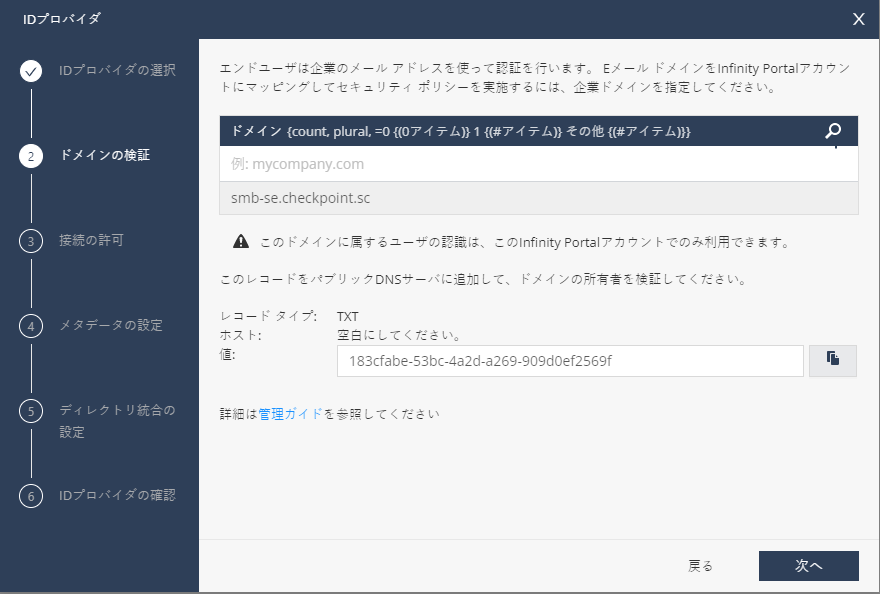 IDプロバイダ
X
IDプロバイダの選択
2
ドメインの検証
3
接続の許可
4
メタデータの設定
5
ディレクトリ統合の
設定
6
IDプロバイダの確認
エンドユーザは企業のメール アドレスを使って認証を行います。 Eメール ドメインをInfinity Portalアカウン
トにマッピングしてセキュリティ ポリシーを実施するには、企業ドメインを指定してください。
ドメイン {count, plural, =0 {(0アイテム)} 1 {(#アイテム)} その他 {(#アイテム)}}
例: mycompany.com
smb-se.checkpoint.sc
このドメインに属するユーザの認識は、このInfinity Portalアカウントでのみ利用できます。
このレコードをパブリックDNSサーバに追加して、ドメインの所有者を検証してください。
レコード タイプ: TXT
ホスト: 空白にしてください。
値: 183cfabe-53bc-4a2d-a269-909d0ef2569f
詳細は管理ガイドを参照してください
戻る
次へ